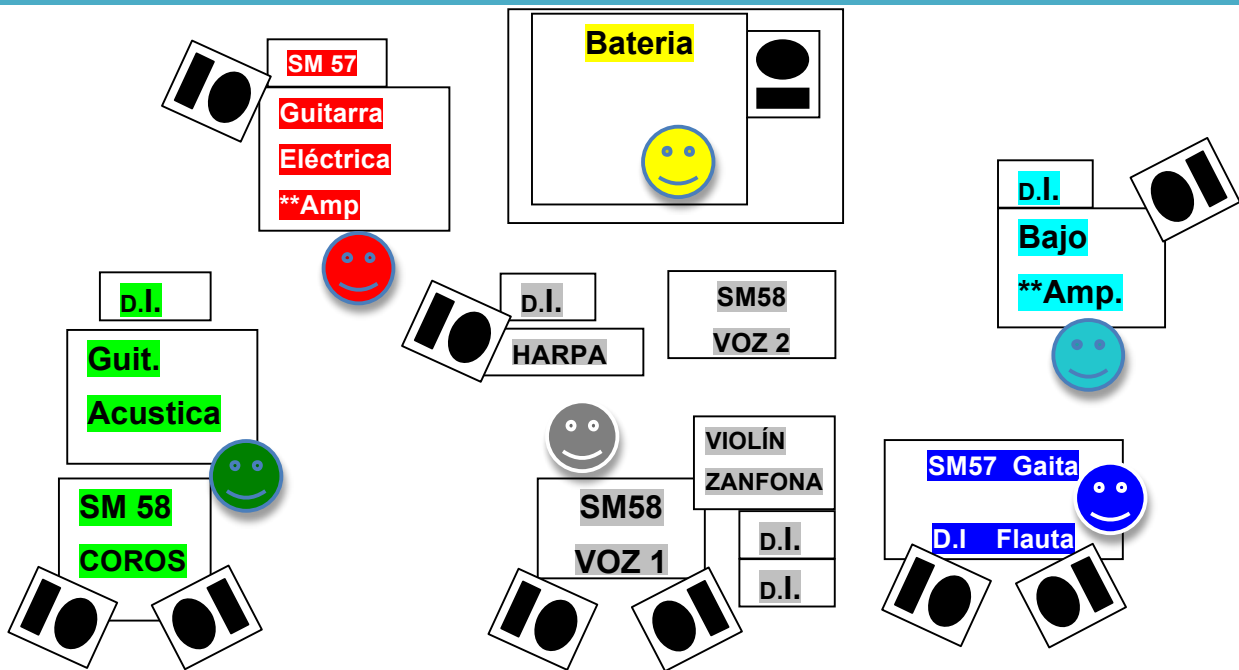 SM 57
Guitarra
Eléctrica
**Amp
Bateria
D.I.
Bajo
**Amp.
D.I.
Guit.
Acustica
SM 58
COROS
D.I.
HARPA
SM58
VOZ 2
SM58
VOZ 1
VIOLÍN
ZANFONA
D.I.
D.I.
SM57 Gaita
D.I Flauta